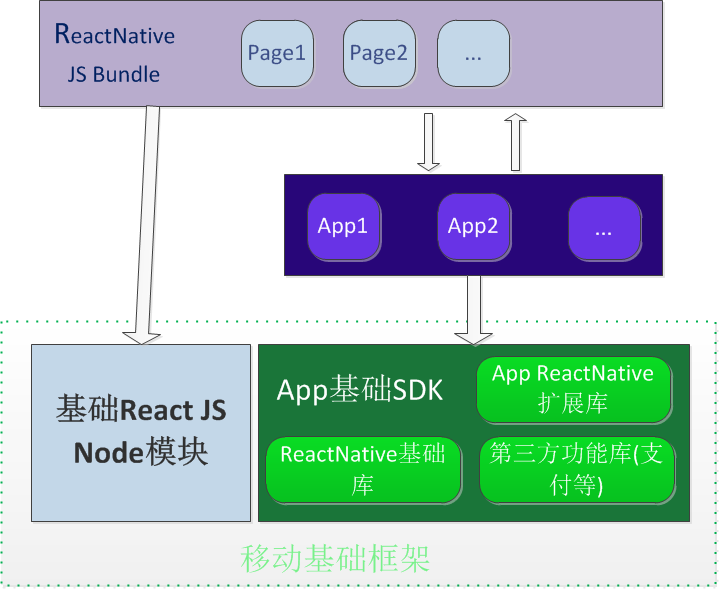 ReactNative
JS Bundle
Page1
Page2
...
App1
App2
...
基础React JS
Node模块
App基础SDK
App ReactNative
扩展库
ReactNative基础
库
第三方功能库(支
付等)
移动基础框架